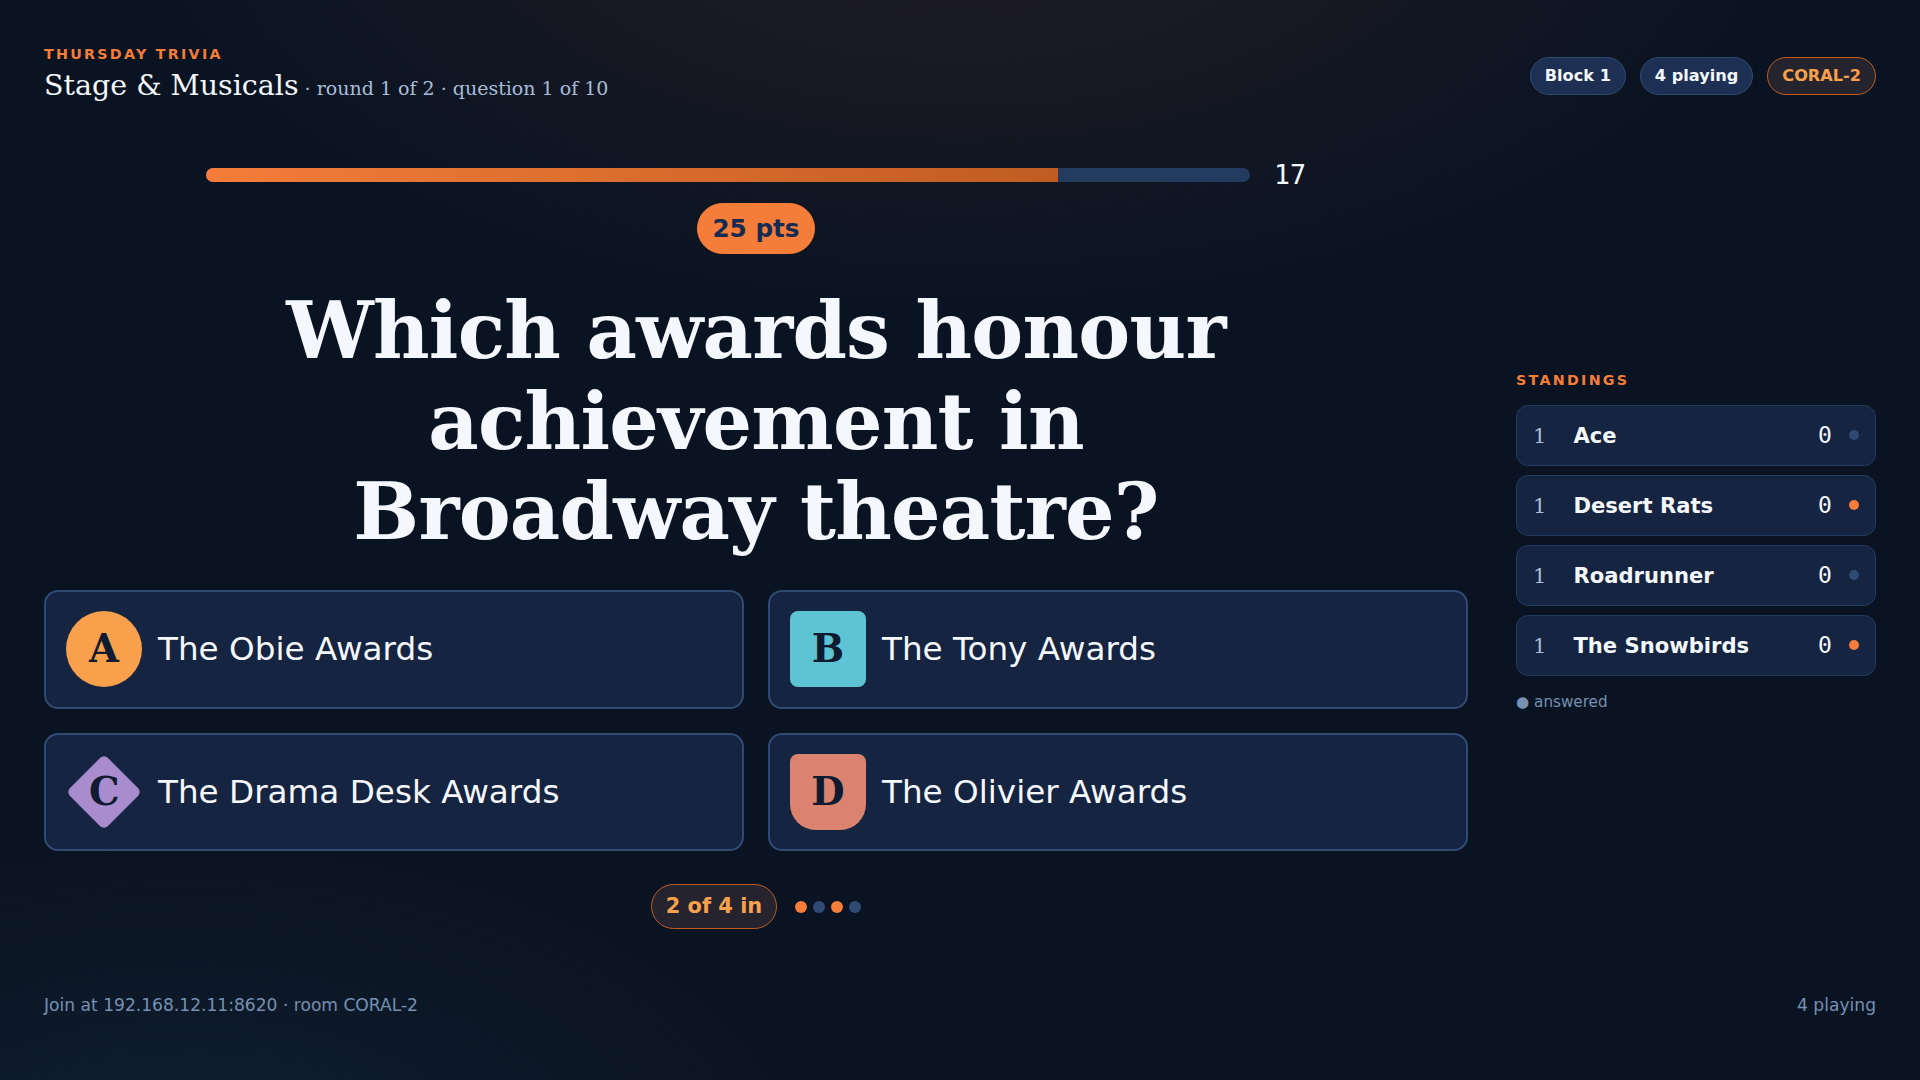 THURSDAY TRIVIA
Stage & Musicals · round 1 of 2 · question 1 of 10
Block 1
4 playing
CORAL-2
17
25 pts
Which awards honour
achievement in
Broadway theatre?
A The Obie Awards
B The Tony Awards
C The Drama Desk Awards
D The Olivier Awards
2 of 4 in
STANDINGS
1 Ace 0
1 Desert Rats 0
1 Roadrunner 0
1 The Snowbirds 0
answered
Join at 192.168.12.11:8620 · room CORAL-2
4 playing